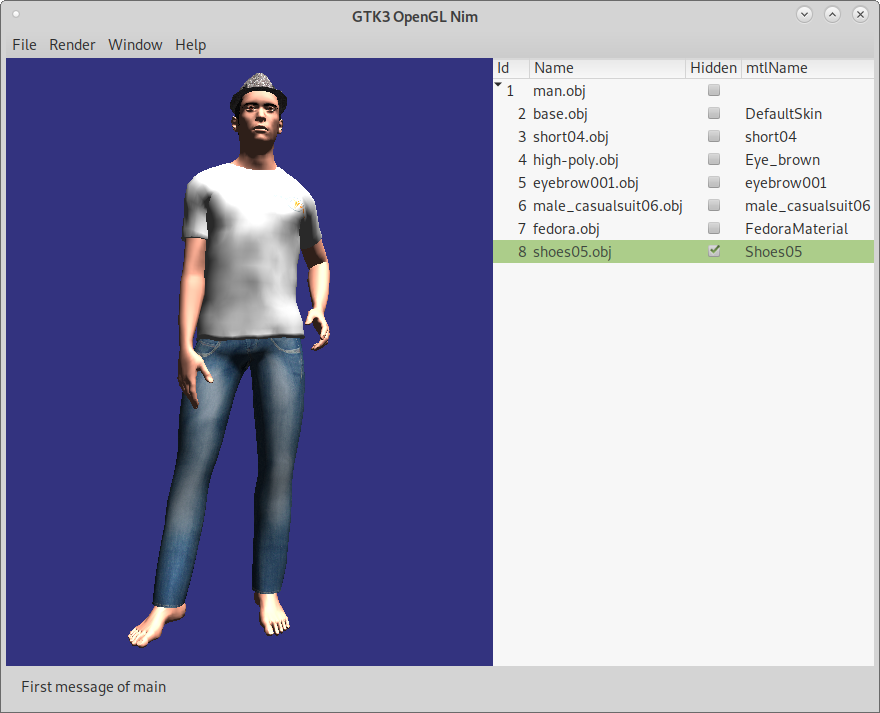 GTK3 OpenGL Nim
File Render Window Help
Id Name Hidden mtlName
1 man.obj
2 base.obj DefaultSkin
3 short04.obj short04
4 high-poly.obj Eye_brown
5 eyebrow001.obj eyebrow001
6 male_casualsuit06.obj male_casualsuit06
7 fedora.obj FedoraMaterial
8 shoes05.obj Shoes05
First message of main